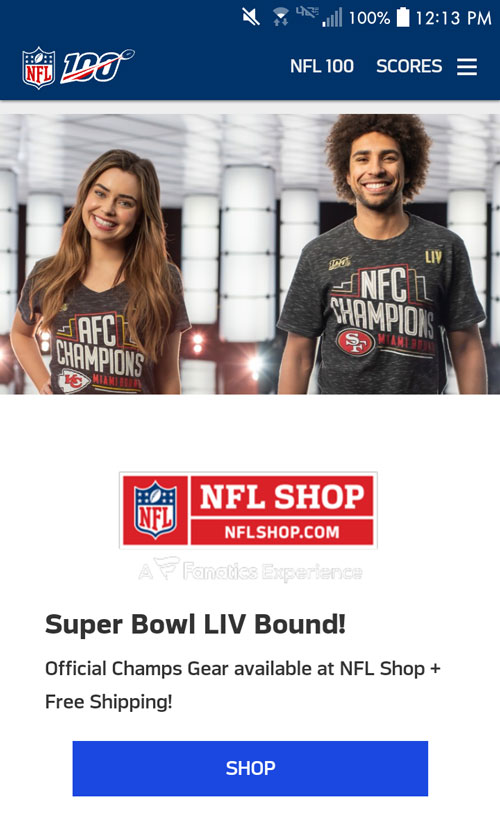 100% 12:13 PM
NFL 100 NFL 100 SCORES
LIV
NFC
CHAMPIONS
SF
MIAMI
AFC
CHAMPIONS
KC
MIAMI
NFL NFL SHOP
NFLSHOP.COM
A Fanatics Experience
Super Bowl LIV Bound!
Official Champs Gear available at NFL Shop +
Free Shipping!
SHOP